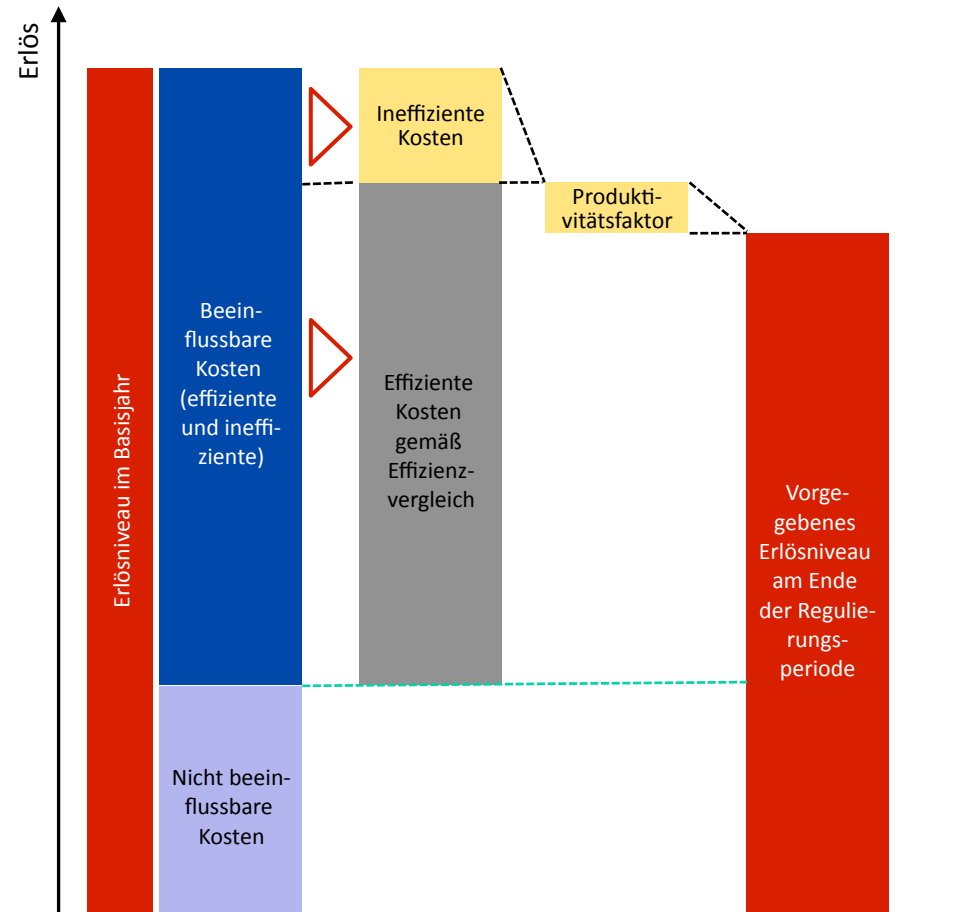 Erlös
Erlösniveau im Basisjahr
Beein-
flussbare
Kosten
(effiziente
und ineffi-
ziente)
Nicht beein-
flussbare
Kosten
Ineffiziente
Kosten
Effiziente
Kosten
gemäß
Effizienz-
vergleich
Produkti-
vitätsfaktor
Vorge-
gebenes
Erlösniveau
am Ende
der Regulie-
rungs-
periode